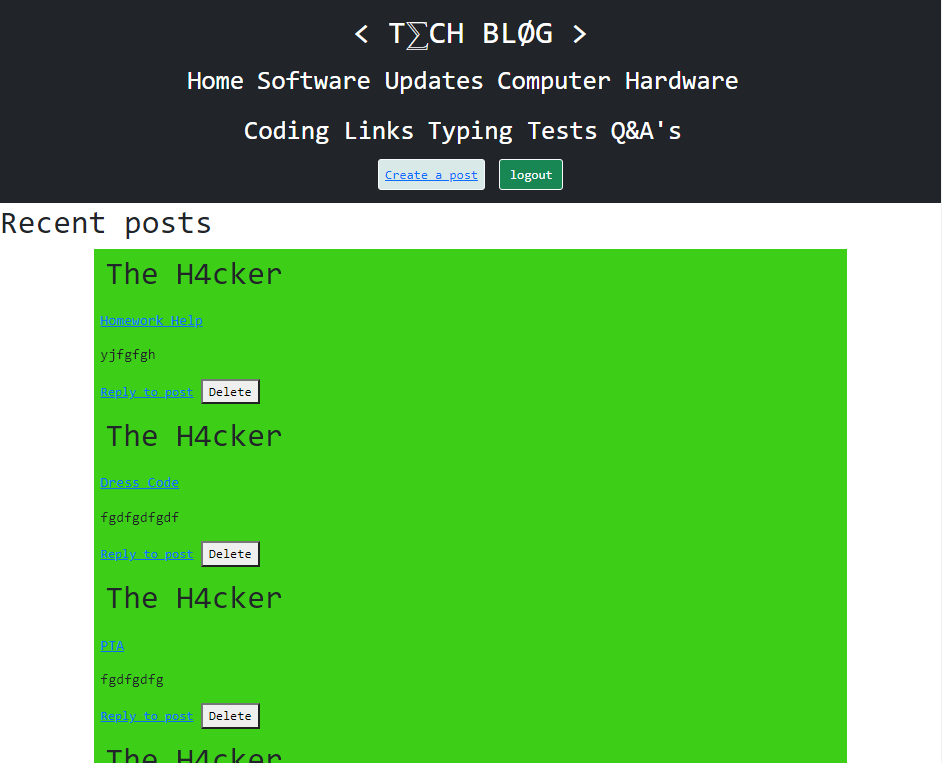 < T∑CH BLØG >
Home Software Updates Computer Hardware
Coding Links Typing Tests Q&A's
Create a post logout
Recent posts
The H4cker
Homework Help
yjfgfgh
Reply to post Delete
The H4cker
Dress Code
fgdfgdfgdf
Reply to post Delete
The H4cker
PTA
fgdfgdfg
Reply to post Delete
The H4cker